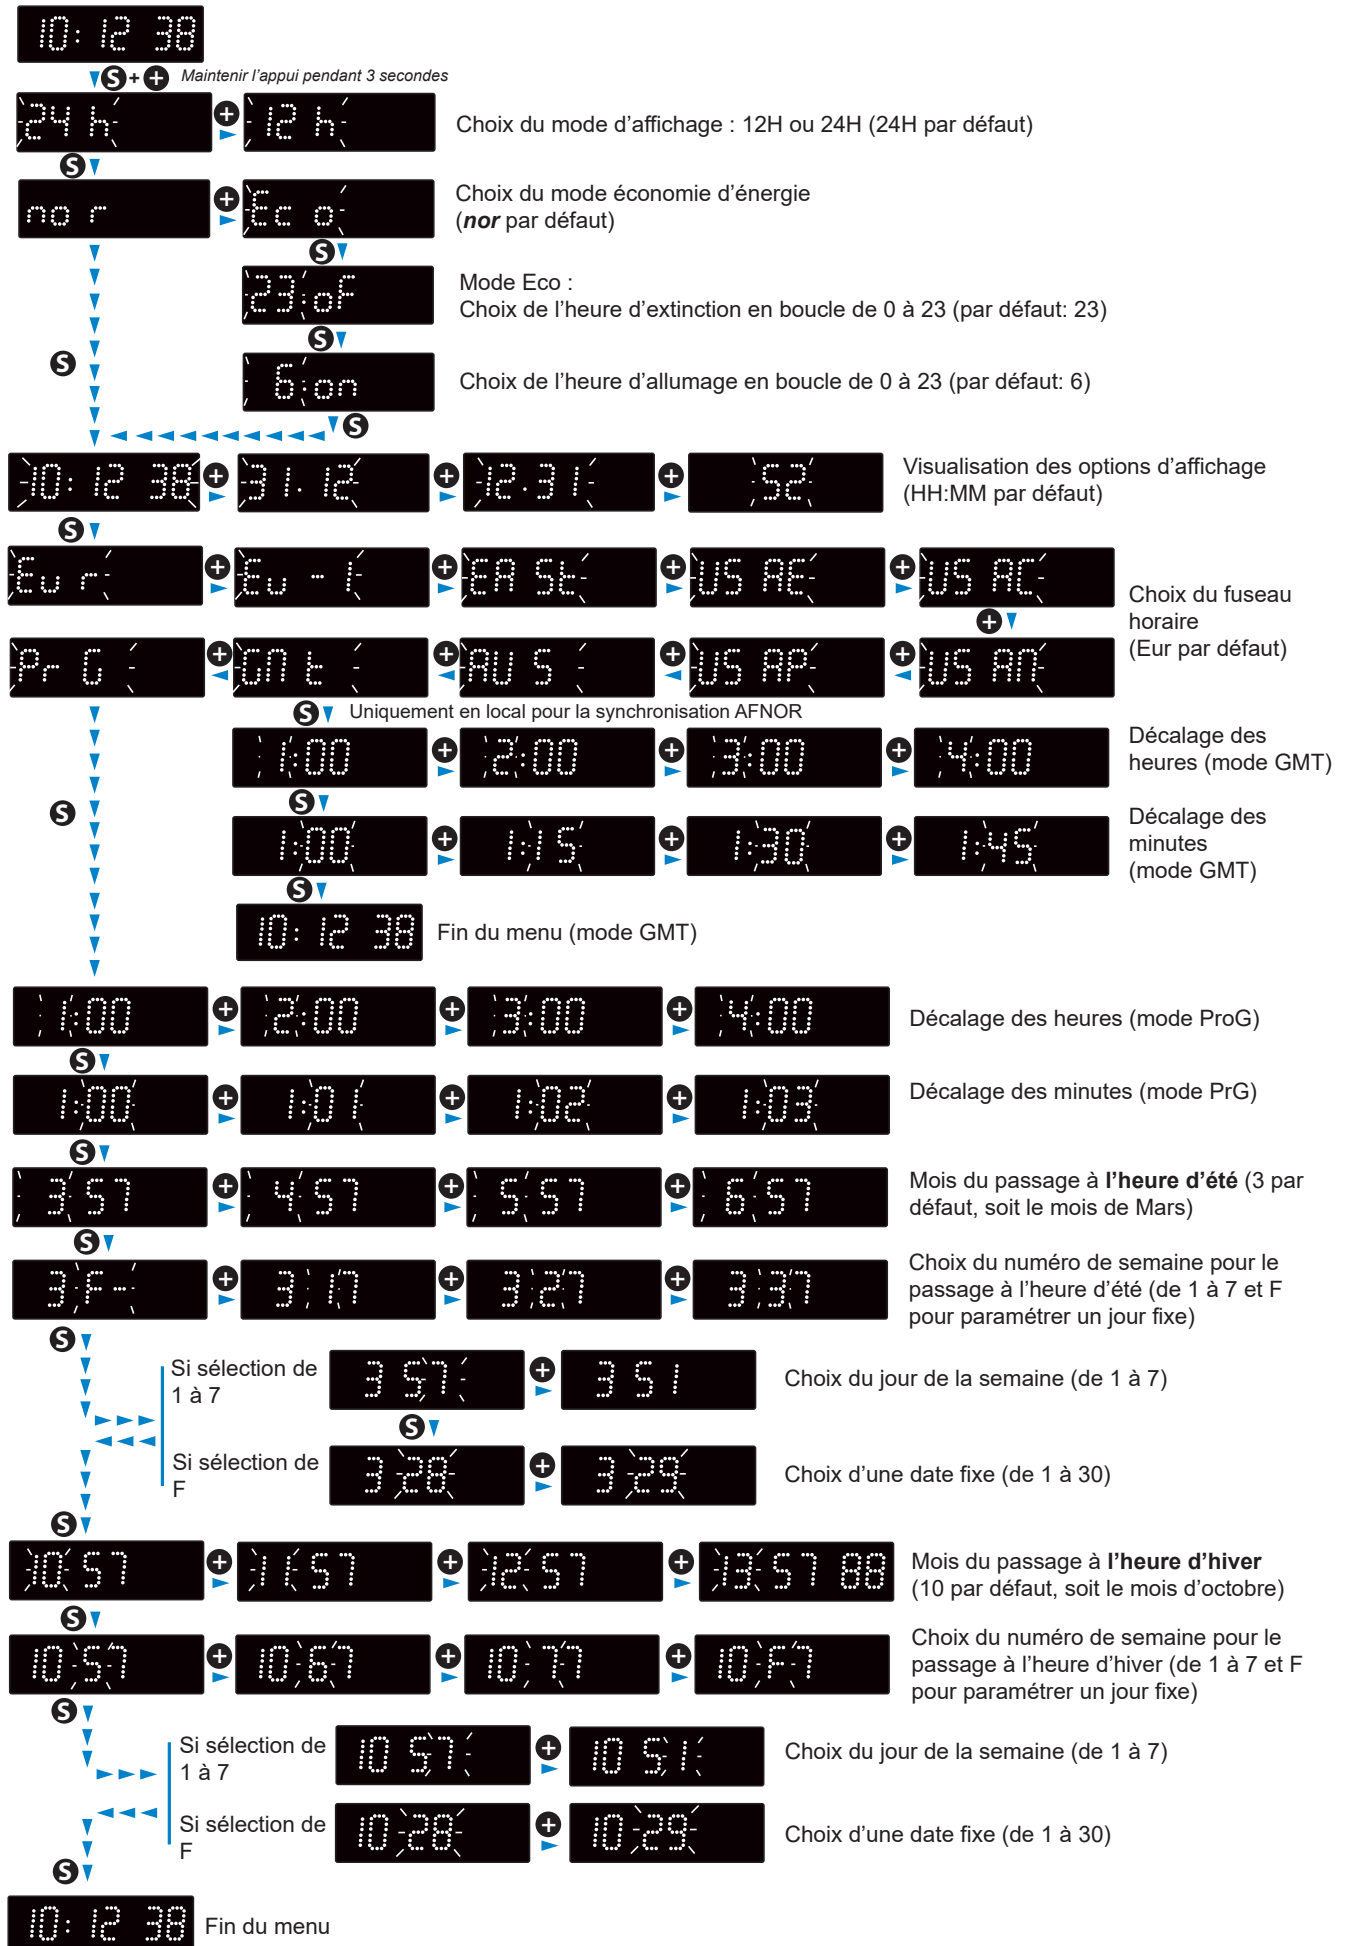 10: 12 38
S + + Maintenir l'appui pendant 3 secondes
24 h + 12 h Choix du mode d'affichage : 12H ou 24H (24H par défaut)
S
no r + Ec o Choix du mode économie d'énergie
(nor par défaut)
S
23:oF Mode Eco :
Choix de l'heure d'extinction en boucle de 0 à 23 (par défaut: 23)
S
S
6:on Choix de l'heure d'allumage en boucle de 0 à 23 (par défaut: 6)
S
10: 12 38 + 31. 12 + 12.31 + S2 Visualisation des options d'affichage
(HH:MM par défaut)
S
Eu r + Eu -1 + EA St + US AE + US AC
Choix du fuseau
horaire
(Eur par défaut)
+
Pr G + GM t + AU S + US AP + US AM
S Uniquement en local pour la synchronisation AFNOR
1:00 + 2:00 + 3:00 + 4:00 Décalage des
heures (mode GMT)
S
S
1:00 + 1:15 + 1:30 + 1:45 Décalage des
minutes
(mode GMT)
S
10: 12 38 Fin du menu (mode GMT)
1:00 + 2:00 + 3:00 + 4:00 Décalage des heures (mode ProG)
S
1:00 + 1:01 + 1:02 + 1:03 Décalage des minutes (mode PrG)
S
3 57 + 4 57 + 5 57 + 6 57 Mois du passage à l'heure d'été (3 par
défaut, soit le mois de Mars)
S
3 F- + 3 17 + 3 27 + 3 37 Choix du numéro de semaine pour le
passage à l'heure d'été (de 1 à 7 et F
pour paramétrer un jour fixe)
S
Si sélection de
1 à 7
3 57 + 3 51 Choix du jour de la semaine (de 1 à 7)
S
Si sélection de
F
3 28 + 3 29 Choix d'une date fixe (de 1 à 30)
S
10 57 + 11 57 + 12 57 + 13 57 88 Mois du passage à l'heure d'hiver
(10 par défaut, soit le mois d'octobre)
S
10 57 + 10 67 + 10 77 + 10 F7 Choix du numéro de semaine pour le
passage à l'heure d'hiver (de 1 à 7 et F
pour paramétrer un jour fixe)
S
Si sélection de
1 à 7
10 57 + 10 51 Choix du jour de la semaine (de 1 à 7)
Si sélection de
F
10 28 + 10 29 Choix d'une date fixe (de 1 à 30)
S
10: 12 38 Fin du menu